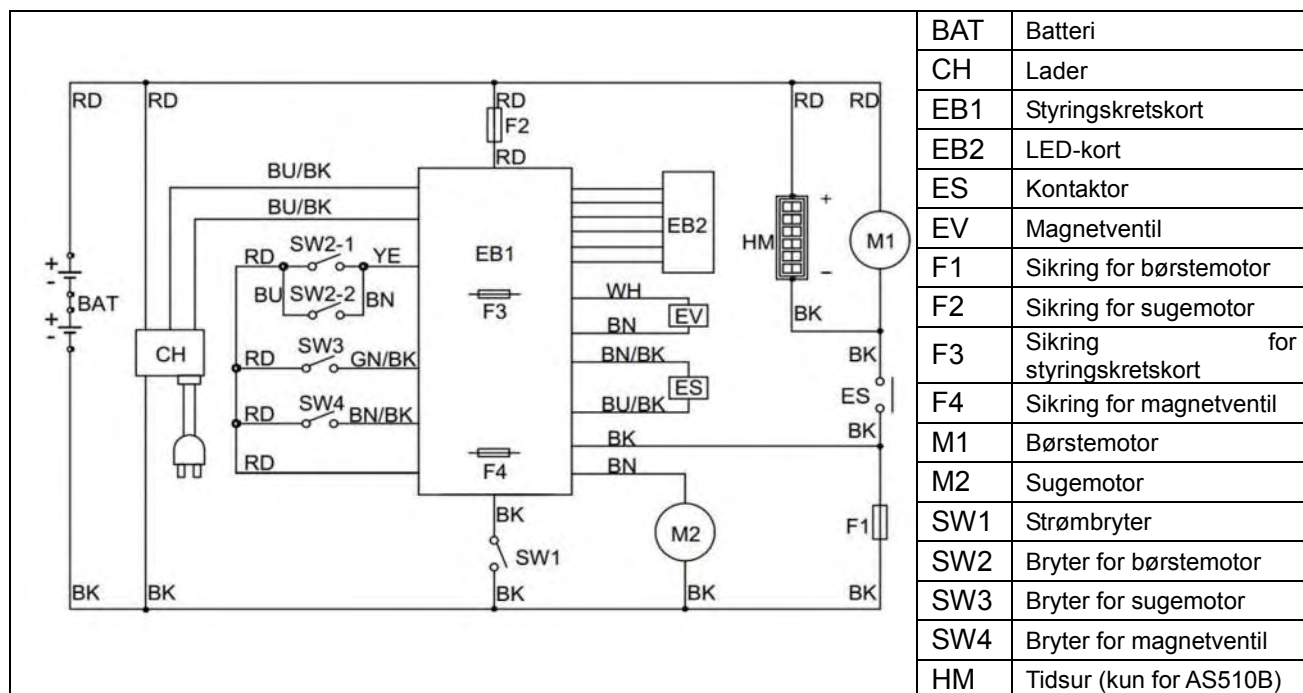 RD
RD
RD
F2
RD
RD
RD
BU/BK
BU/BK
EB1
EB2
HM
+
−
M1
RD
SW2-1
YE
BU
SW2-2
BN
F3
WH
EV
BN
BK
+
-
BAT
+
-
CH
RD
SW3
GN/BK
BN/BK
ES
BU/BK
BK
ES
BK
RD
SW4
BN/BK
RD
F4
BK
BN
BK
SW1
M2
F1
BK
BK
BK
BK
BK
BAT Batteri
CH Lader
EB1 Styringskretskort
EB2 LED-kort
ES Kontaktor
EV Magnetventil
F1 Sikring for børstemotor
F2 Sikring for sugemotor
F3 Sikring for
styringskretskort
F4 Sikring for magnetventil
M1 Børstemotor
M2 Sugemotor
SW1 Strømbryter
SW2 Bryter for børstemotor
SW3 Bryter for sugemotor
SW4 Bryter for magnetventil
HM Tidsur (kun for AS510B)